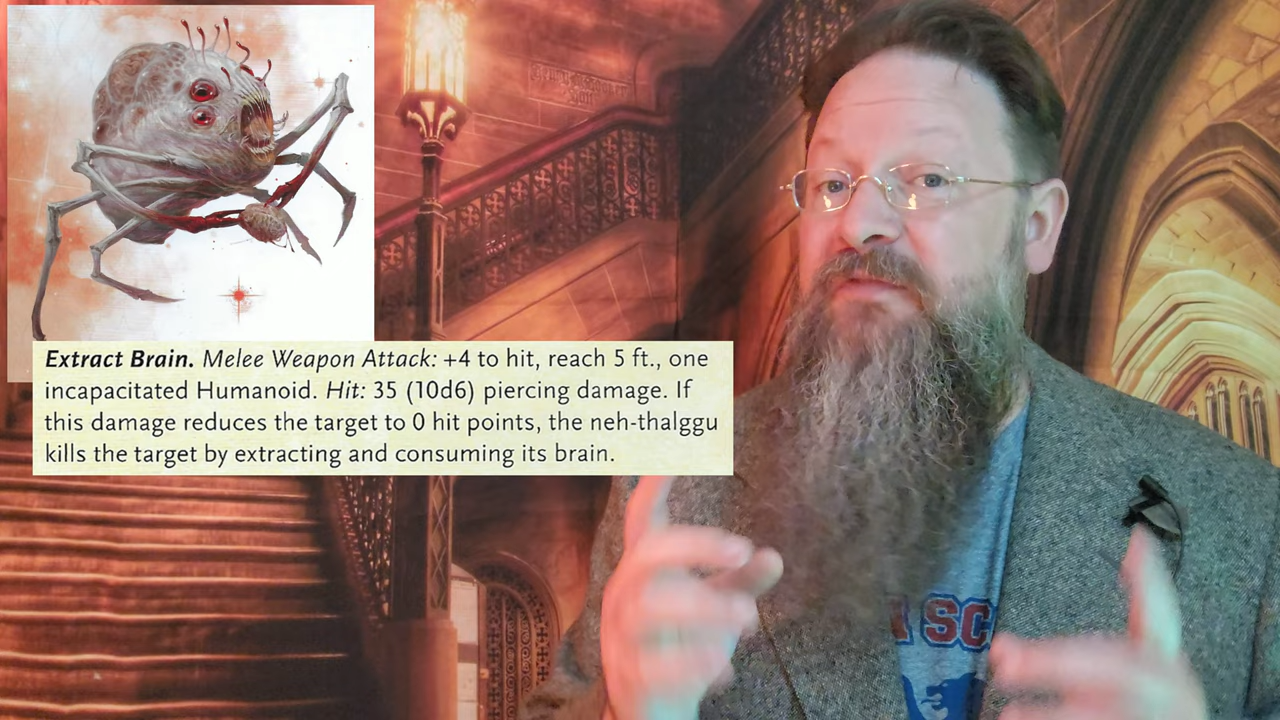 Extract Brain. Melee Weapon Attack: +4 to hit, reach 5 ft., one
incapacitated Humanoid. Hit: 35 (10d6) piercing damage. If
this damage reduces the target to 0 hit points, the neh-thalggu
kills the target by extracting and consuming its brain.
SC